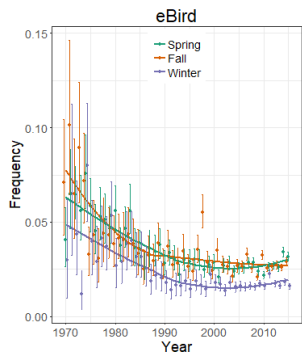 eBird
0.15
Spring
Fall
Winter
0.10
Frequency
0.05
0.00
1970 1980 1990 2000 2010
Year